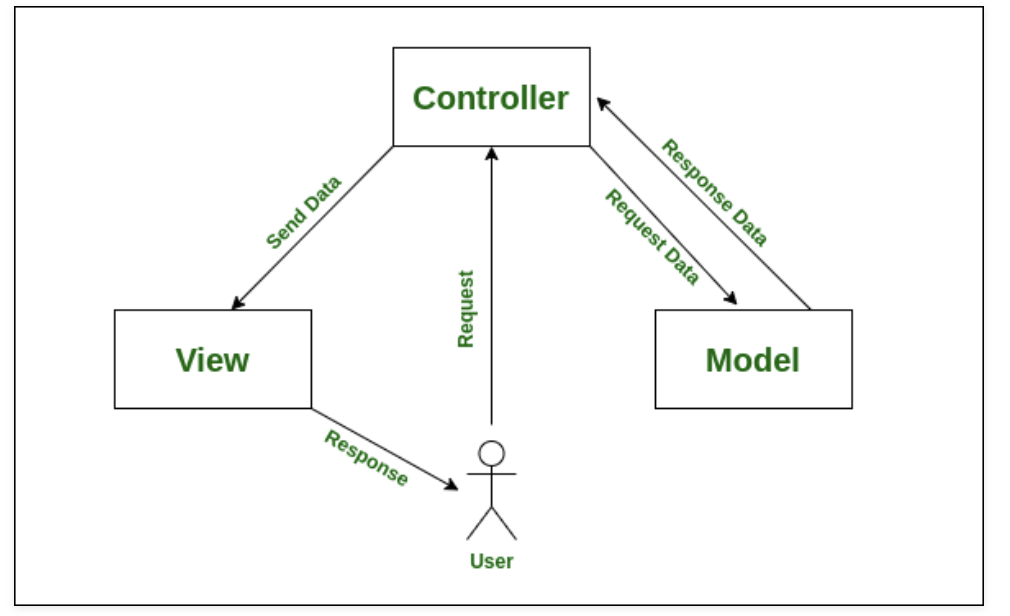 Controller
Send Data
Request
Request Data
Response Data
View
Model
Response
User